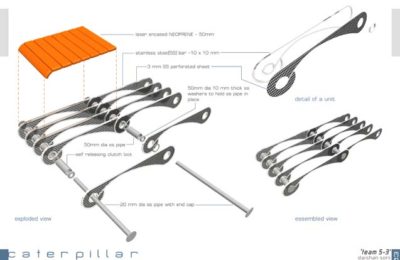 laser encased NEOPRENE - 50mm
stainless steel(SS) bar -10 x 10 mm
3 mm SS perforated sheet
50mm dia 10 mm thick ss
washers to hold ss pipe in
place
detail of a unit
50mm dia ss pipe
self releasing clutch lock
20 mm dia ss pipe with end cap
exploded view
essembled view
caterpillar
"team 5-3"